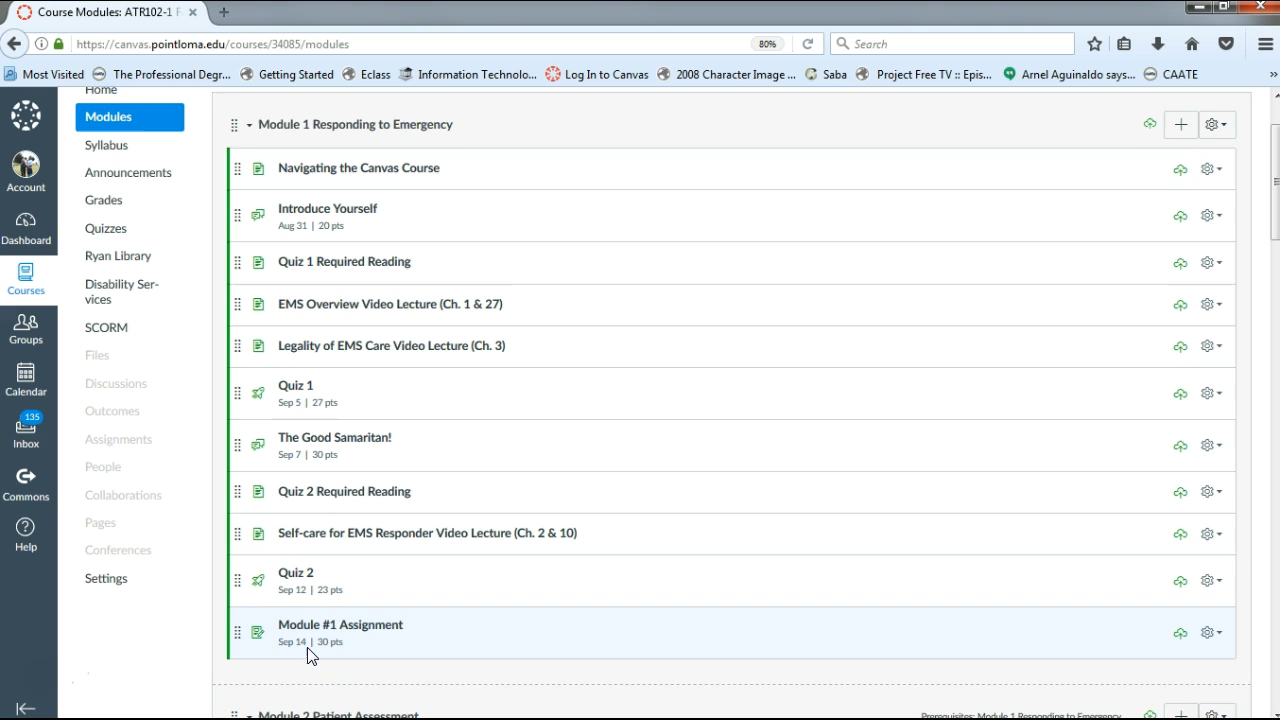 Course Modules: ATR102-1 F
https://canvas.pointloma.edu/courses/34085/modules
80%
Search
Most Visited
The Professional Degr...
Getting Started
Eclass
Information Technolo...
Log In to Canvas
2008 Character Image ...
Saba
Project Free TV :: Epis...
Arnel Aguinaldo says...
CAATE
»
Account
Dashboard
Courses
Groups
Calendar
135
Inbox
Commons
Help
Home
Modules
Syllabus
Announcements
Grades
Quizzes
Ryan Library
Disability Ser-
vices
SCORM
Files
Discussions
Outcomes
Assignments
People
Collaborations
Pages
Conferences
Settings
Module 1 Responding to Emergency
Navigating the Canvas Course
Introduce Yourself
Aug 31 | 20 pts
Quiz 1 Required Reading
EMS Overview Video Lecture (Ch. 1 & 27)
Legality of EMS Care Video Lecture (Ch. 3)
Quiz 1
Sep 5 | 27 pts
The Good Samaritan!
Sep 7 | 30 pts
Quiz 2 Required Reading
Self-care for EMS Responder Video Lecture (Ch. 2 & 10)
Quiz 2
Sep 12 | 23 pts
Module #1 Assignment
Sep 14 | 30 pts
Module 2 Patient Assessment
Prerequisites: Module 1 Responding to Emergency